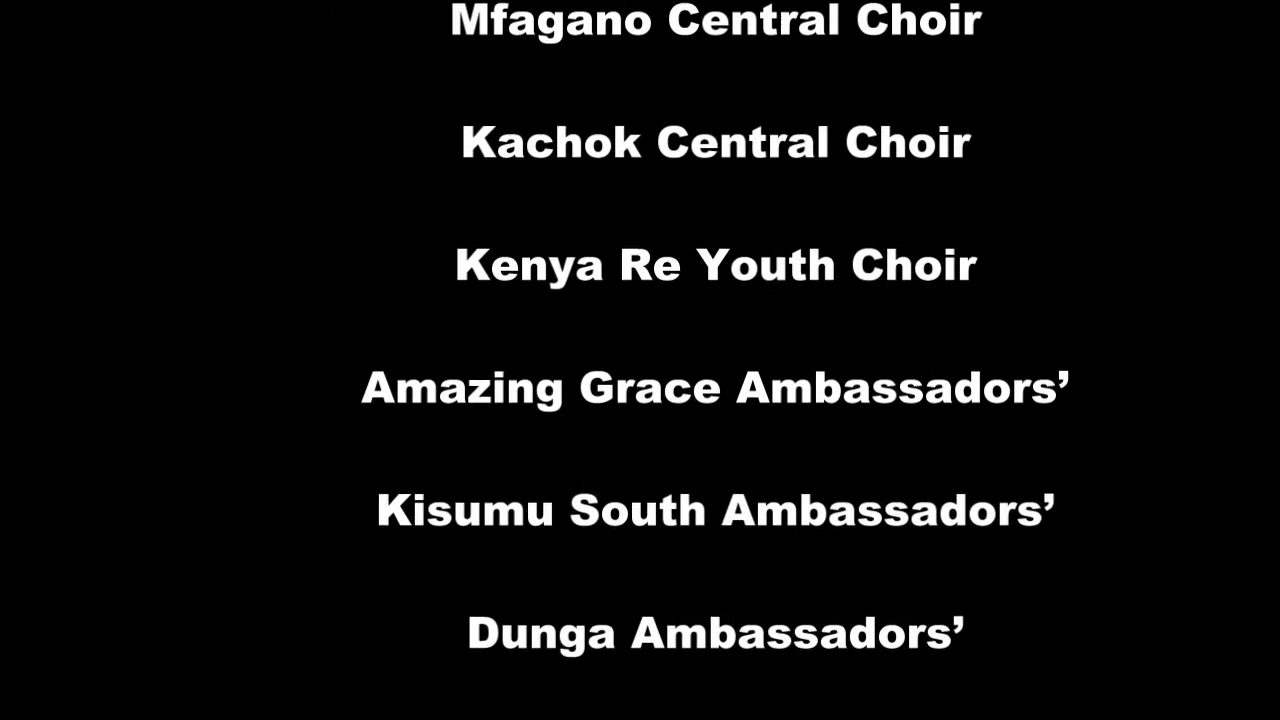 Mfagano Central Choir
Kachok Central Choir
Kenya Re Youth Choir
Amazing Grace Ambassadors’
Kisumu South Ambassadors’
Dunga Ambassadors’